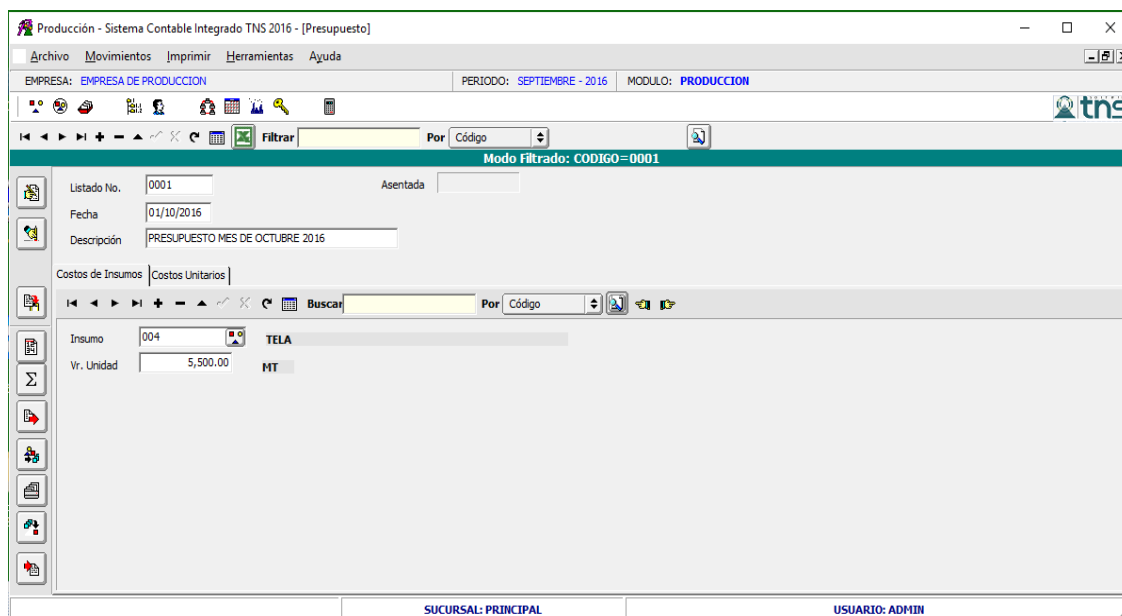 Producción - Sistema Contable Integrado TNS 2016 - [Presupuesto]
Archivo Movimientos Imprimir Herramientas Ayuda
EMPRESA: EMPRESA DE PRODUCCION PERIODO: SEPTIEMBRE - 2016 MODULO: PRODUCCION
tns
Filtrar Por Código
Modo Filtrado: CODIGO=0001
Listado No. 0001 Asentada
Fecha 01/10/2016
Descripción PRESUPUESTO MES DE OCTUBRE 2016
Costos de Insumos Costos Unitarios
Buscar Por Código
Insumo 004 TELA
Vr. Unidad 5,500.00 MT
SUCURSAL: PRINCIPAL USUARIO: ADMIN